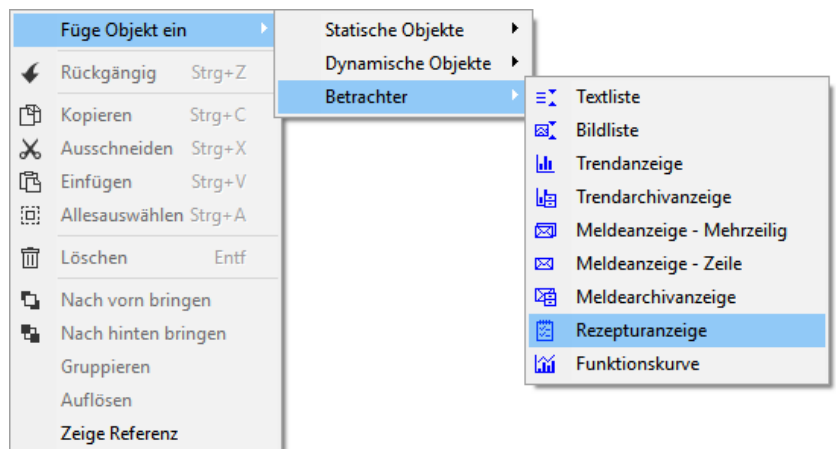 Füge Objekt ein
Rückgängig Strg+Z
Kopieren Strg+C
Ausschneiden Strg+X
Einfügen Strg+V
Allesauswählen Strg+A
Löschen Entf
Nach vorn bringen
Nach hinten bringen
Gruppieren
Auflösen
Zeige Referenz
Statische Objekte
Dynamische Objekte
Betrachter
Textliste
Bildliste
Trendanzeige
Trendarchivanzeige
Meldeanzeige - Mehrzeilig
Meldeanzeige - Zeile
Meldearchivanzeige
Rezepturanzeige
Funktionskurve